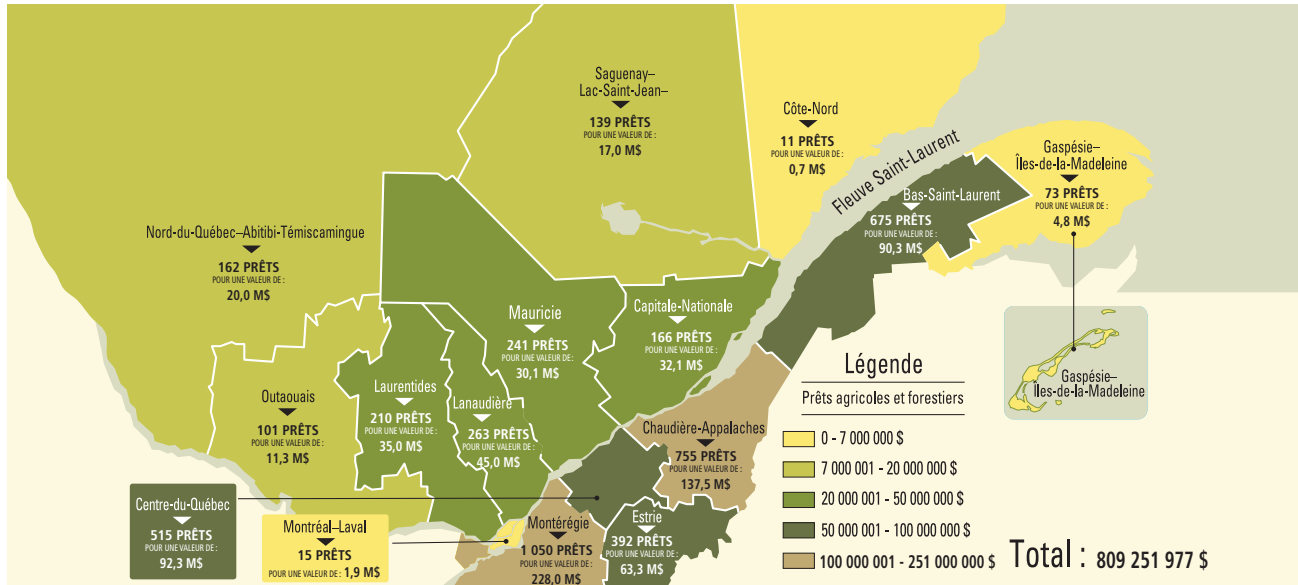 Saguenay–
Lac-Saint-Jean–
139 PRÊTS
POUR UNE VALEUR DE :
17,0 M$
Côte-Nord
11 PRÊTS
POUR UNE VALEUR DE :
0,7 M$
Gaspésie–
Îles-de-la-Madeleine
73 PRÊTS
POUR UNE VALEUR DE :
4,8 M$
Fleuve Saint-Laurent
Bas-Saint-Laurent
675 PRÊTS
POUR UNE VALEUR DE :
90,3 M$
Nord-du-Québec–Abitibi-Témiscamingue
162 PRÊTS
POUR UNE VALEUR DE :
20,0 M$
Mauricie
241 PRÊTS
POUR UNE VALEUR DE :
30,1 M$
Capitale-Nationale
166 PRÊTS
POUR UNE VALEUR DE :
32,1 M$
Outaouais
101 PRÊTS
POUR UNE VALEUR DE :
11,3 M$
Laurentides
210 PRÊTS
POUR UNE VALEUR DE :
35,0 M$
Lanaudière
263 PRÊTS
POUR UNE VALEUR DE :
45,0 M$
Chaudière-Appalaches
755 PRÊTS
POUR UNE VALEUR DE :
137,5 M$
Gaspésie–
Îles-de-la-Madeleine
Centre-du-Québec
515 PRÊTS
POUR UNE VALEUR DE :
92,3 M$
Montréal–Laval
15 PRÊTS
POUR UNE VALEUR DE : 1,9 M$
Montérégie
1 050 PRÊTS
POUR UNE VALEUR DE :
228,0 M$
Estrie
392 PRÊTS
POUR UNE VALEUR DE :
63,3 M$
Légende
Prêts agricoles et forestiers
0 - 7 000 000 $
7 000 001 - 20 000 000 $
20 000 001 - 50 000 000 $
50 000 001 - 100 000 000 $
100 000 001 - 251 000 000 $
Total : 809 251 977 $